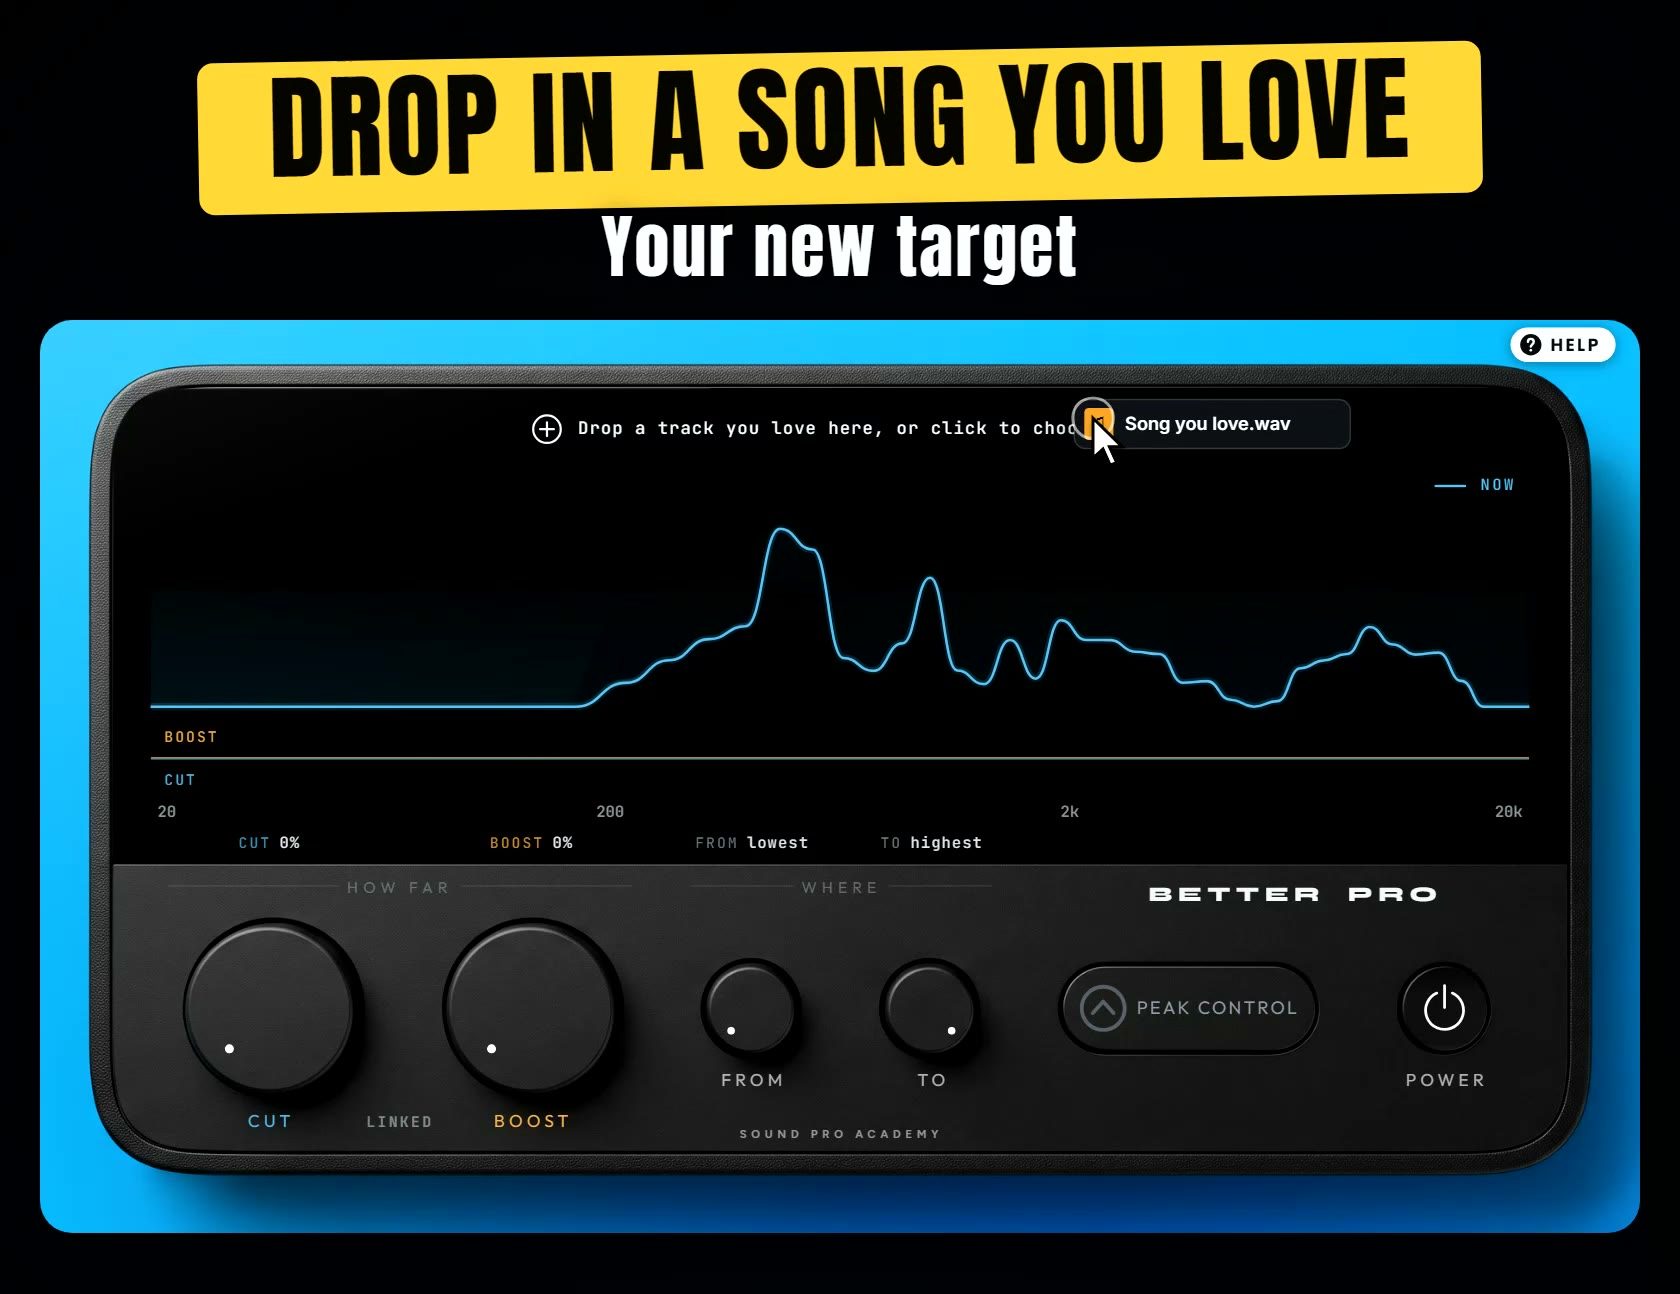 DROP IN A SONG YOU LOVE
Your new target
HELP
Drop a track you love here, or click to
Song you love.wav
NOW
BOOST
CUT
20 200 2k 20k
CUT 0% BOOST 0% FROM lowest TO highest
HOW FAR WHERE
BETTER PRO
PEAK CONTROL
FROM TO POWER
CUT LINKED BOOST
SOUND PRO ACADEMY